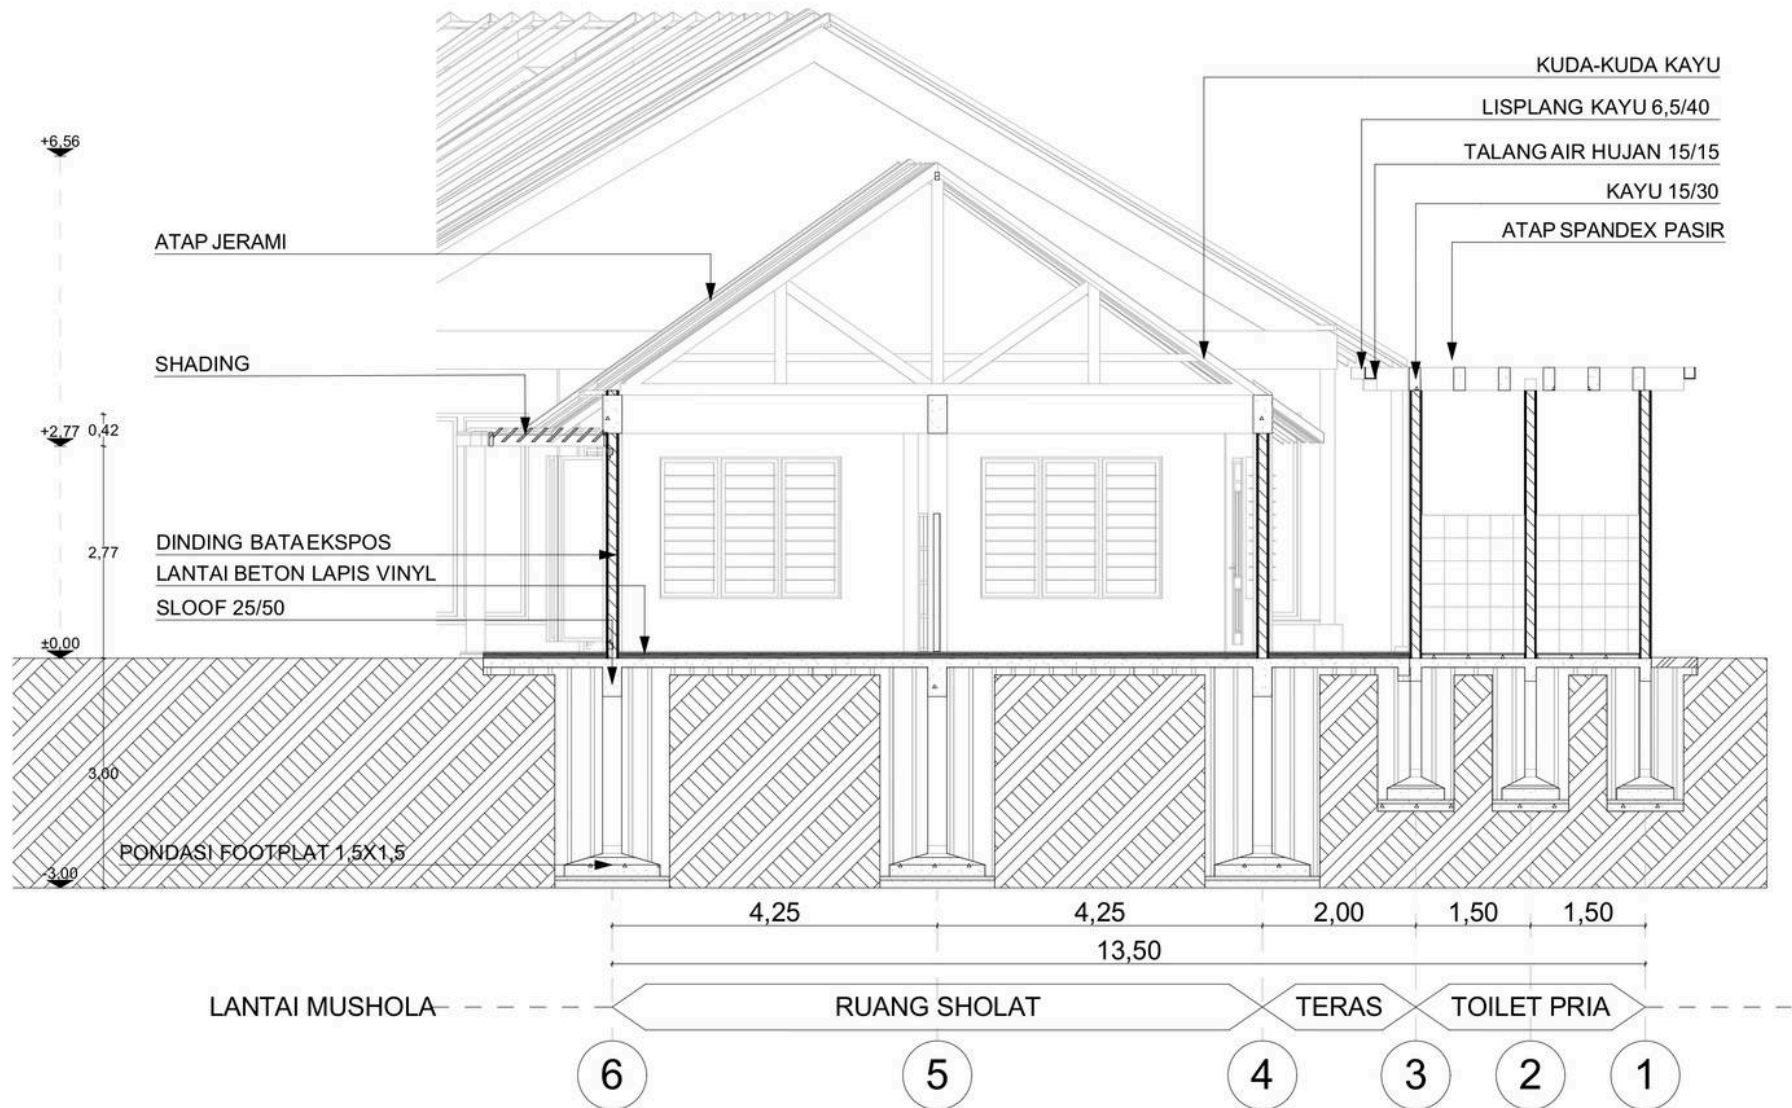 KUDA-KUDA KAYU
LISPLANG KAYU 6,5/40
+6,56
TALANG AIR HUJAN 15/15
KAYU 15/30
ATAP SPANDEX PASIR
ATAP JERAMI
SHADING
+2,77 0,42
DINDING BATA EKSPOS
2,77
LANTAI BETON LAPIS VINYL
SLOOF 25/50
±0,00
3,00
PONDASI FOOTPLAT 1,5X1,5
-3,00
4,25 4,25 2,00 1,50 1,50
13,50
LANTAI MUSHOLA RUANG SHOLAT TERAS TOILET PRIA
6 5 4 3 2 1